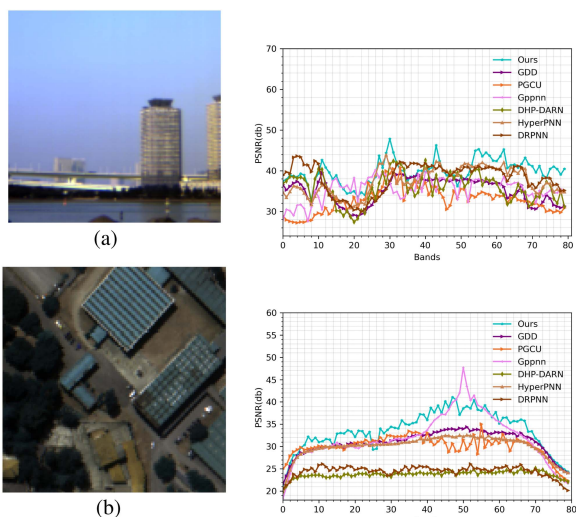 70
60
50
40
30
PSNR(db)
Ours
GDD
PGCU
Gppnn
DHP-DARN
HyperPNN
DRPNN
0 10 20 30 40 50 60 70 80
Bands
(a)
60
55
50
45
40
35
30
25
20
PSNR(db)
Ours
GDD
PGCU
Gppnn
DHP-DARN
HyperPNN
DRPNN
0 10 20 30 40 50 60 70 80
(b)